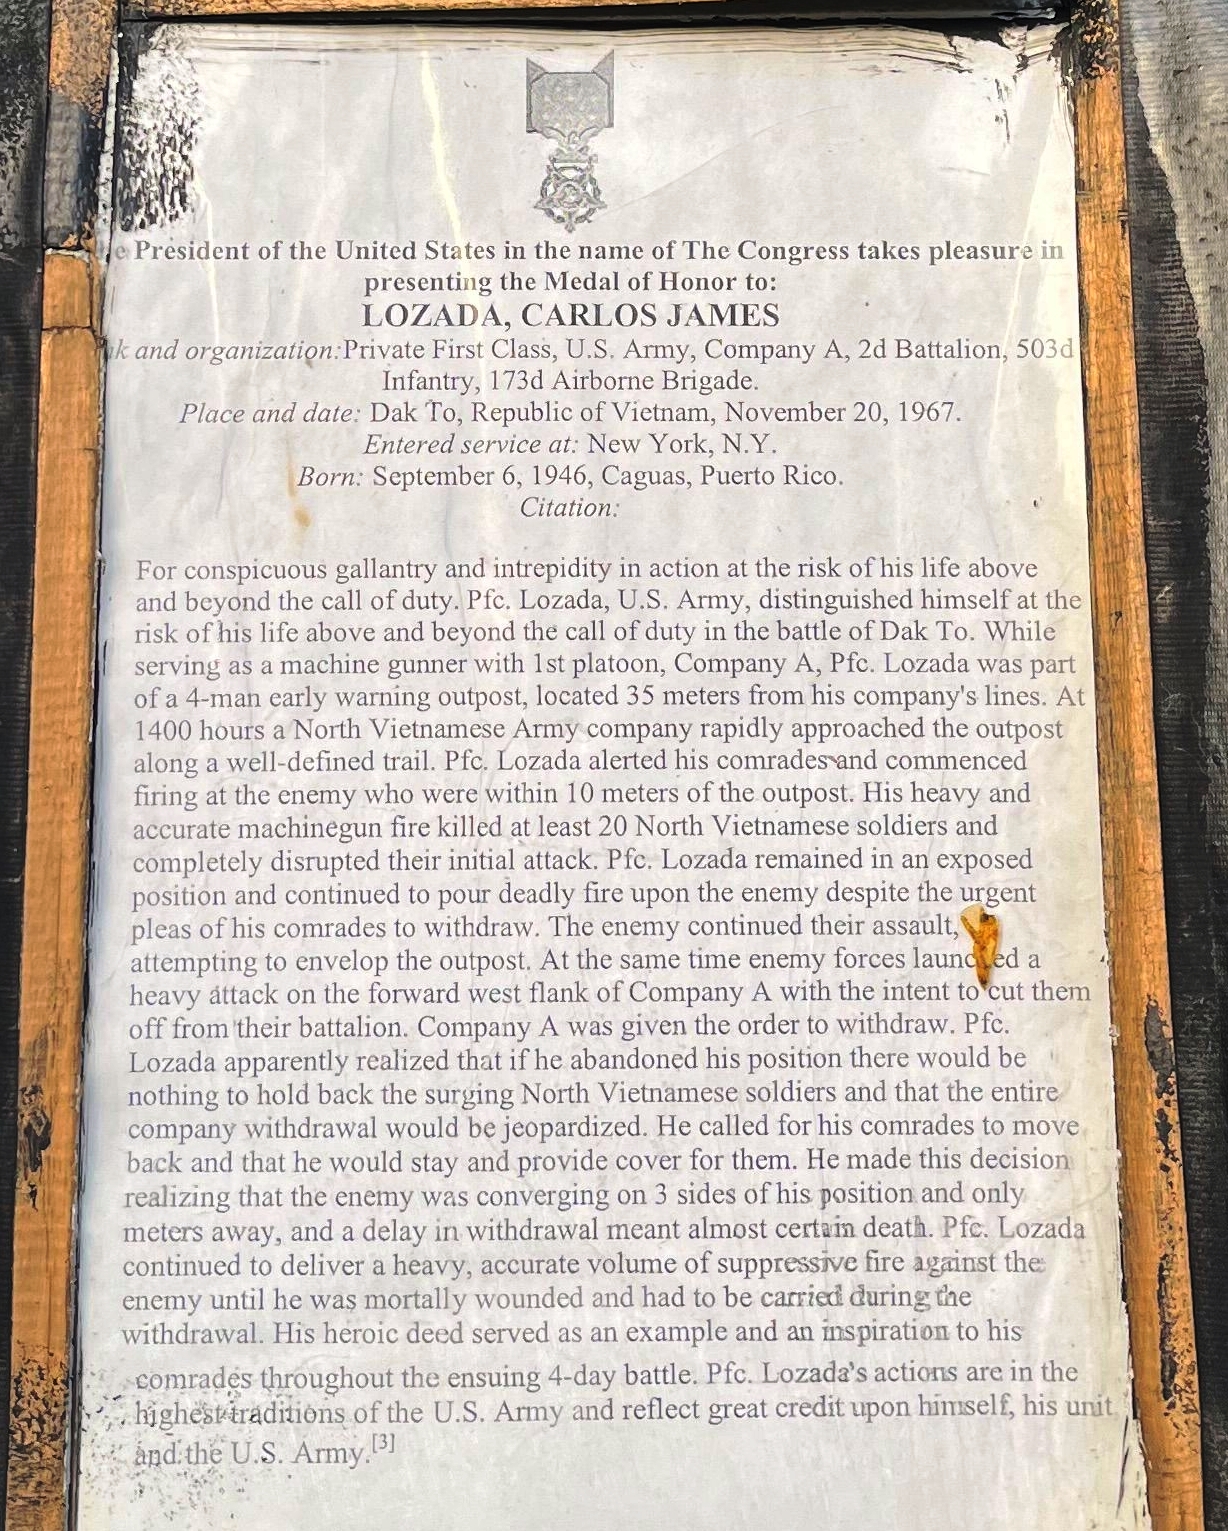 e President of the United States in the name of The Congress takes pleasure in
presenting the Medal of Honor to:
LOZADA, CARLOS JAMES
k and organization:Private First Class, U.S. Army, Company A, 2d Battalion, 503d
Infantry, 173d Airborne Brigade.
Place and date: Dak To, Republic of Vietnam, November 20, 1967.
Entered service at: New York, N.Y.
Born: September 6, 1946, Caguas, Puerto Rico.
Citation:
For conspicuous gallantry and intrepidity in action at the risk of his life above
and beyond the call of duty. Pfc. Lozada, U.S. Army, distinguished himself at the
risk of his life above and beyond the call of duty in the battle of Dak To. While
serving as a machine gunner with 1st platoon, Company A, Pfc. Lozada was part
of a 4-man early warning outpost, located 35 meters from his company's lines. At
1400 hours a North Vietnamese Army company rapidly approached the outpost
along a well-defined trail. Pfc. Lozada alerted his comrades and commenced
firing at the enemy who were within 10 meters of the outpost. His heavy and
accurate machinegun fire killed at least 20 North Vietnamese soldiers and
completely disrupted their initial attack. Pfc. Lozada remained in an exposed
position and continued to pour deadly fire upon the enemy despite the urgent
pleas of his comrades to withdraw. The enemy continued their assault,
attempting to envelop the outpost. At the same time enemy forces launched a
heavy attack on the forward west flank of Company A with the intent to cut them
off from their battalion. Company A was given the order to withdraw. Pfc.
Lozada apparently realized that if he abandoned his position there would be
nothing to hold back the surging North Vietnamese soldiers and that the entire
company withdrawal would be jeopardized. He called for his comrades to move
back and that he would stay and provide cover for them. He made this decision
realizing that the enemy was converging on 3 sides of his position and only
meters away, and a delay in withdrawal meant almost certain death. Pfc. Lozada
continued to deliver a heavy, accurate volume of suppressive fire against the
enemy until he was mortally wounded and had to be carried during the
withdrawal. His heroic deed served as an example and an inspiration to his
comrades throughout the ensuing 4-day battle. Pfc. Lozada's actions are in the
highest traditions of the U.S. Army and reflect great credit upon himself, his unit
and the U.S. Army.[3]